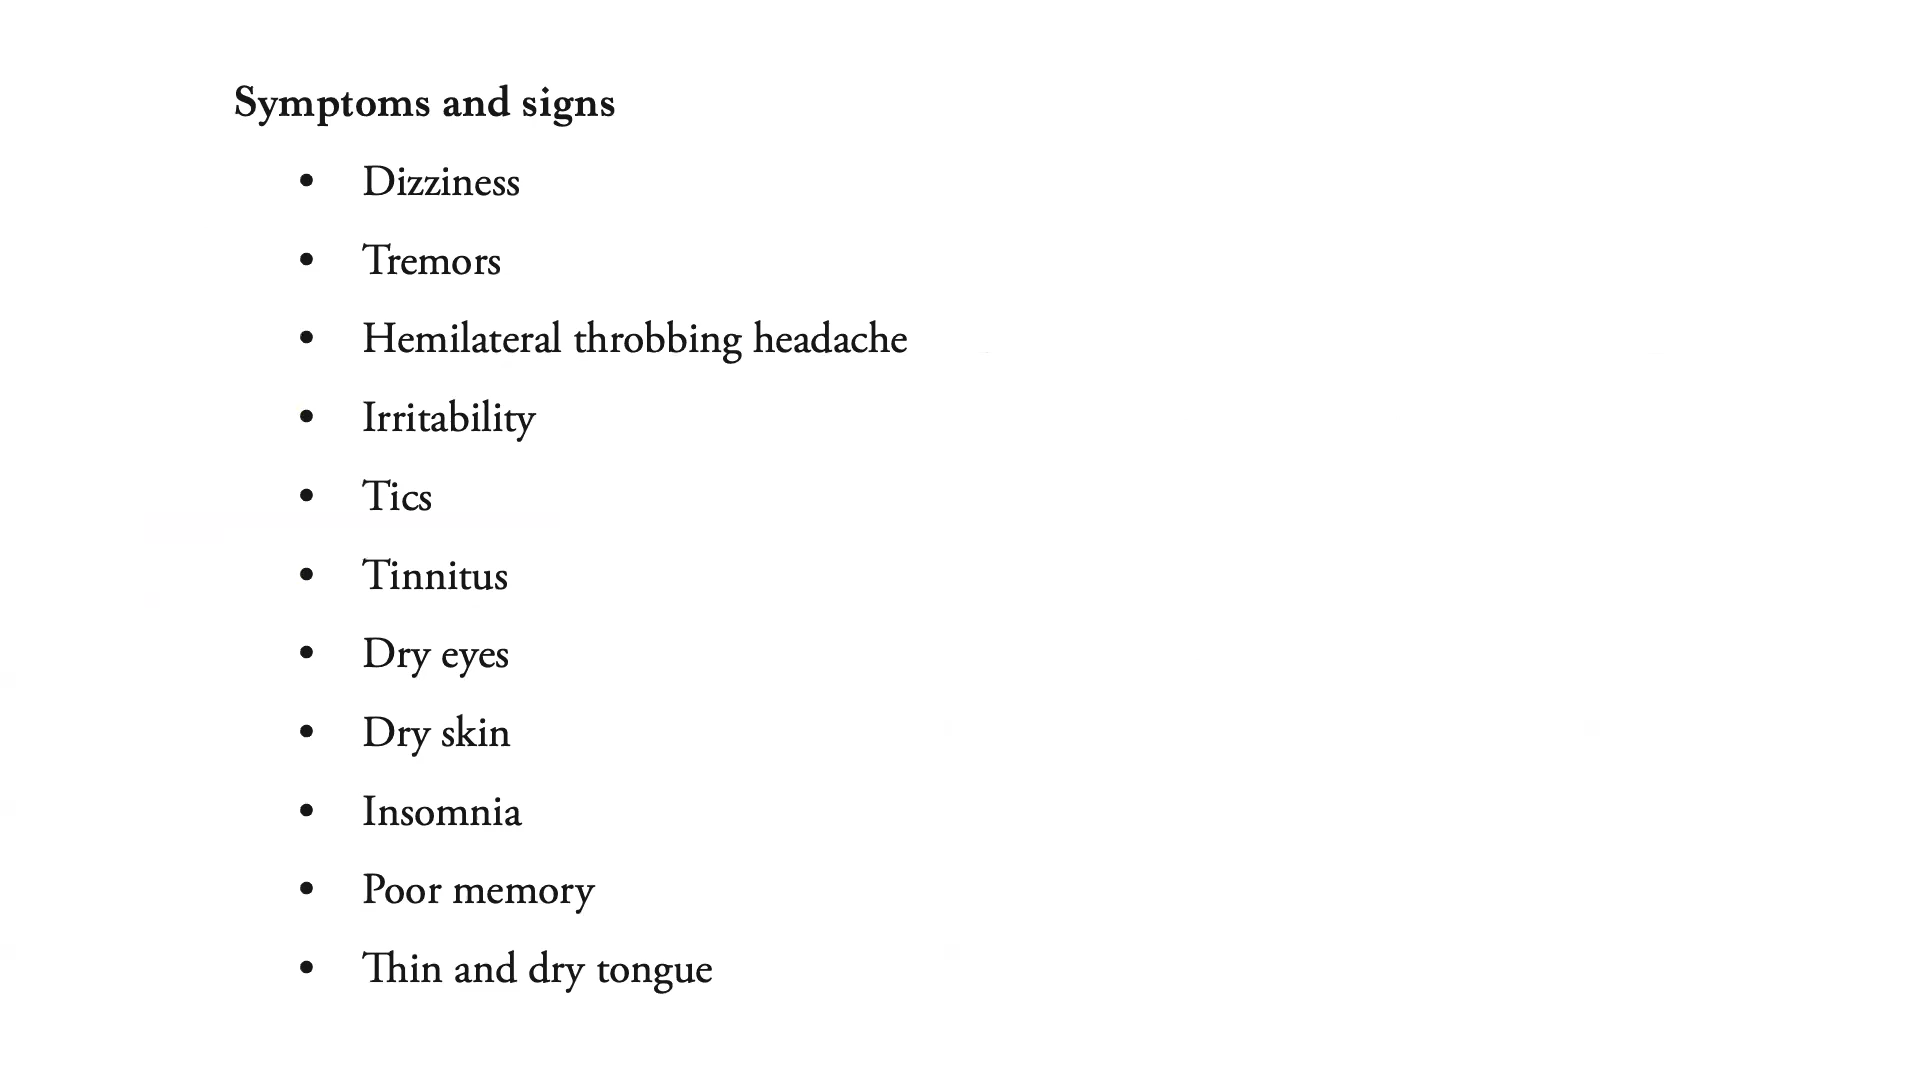 Symptoms and signs
• Dizziness
• Tremors
• Hemilateral throbbing headache
• Irritability
• Tics
• Tinnitus
• Dry eyes
• Dry skin
• Insomnia
• Poor memory
• Thin and dry tongue